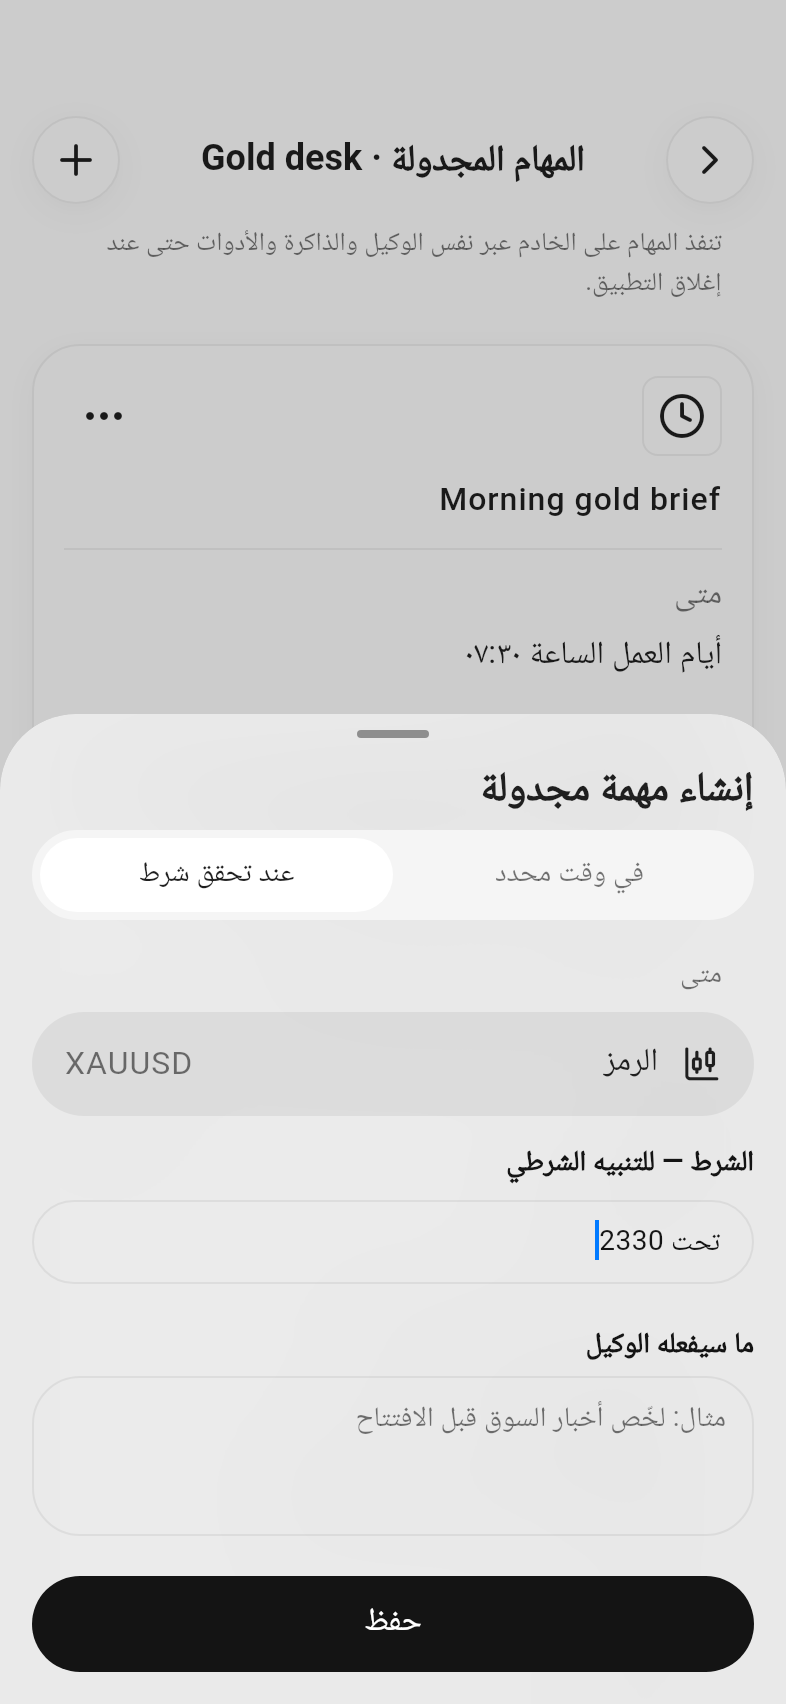 المهام المجدولة · Gold desk
تنفذ المهام على الخادم عبر نفس الوكيل والذاكرة والأدوات حتى عند
إغلاق التطبيق.
Morning gold brief
متى
أيام العمل الساعة ٠٧:٣٠
إنشاء مهمة مجدولة
في وقت محدد
عند تحقق شرط
متى
الرمز XAUUSD
الشرط — للتنبيه الشرطي
تحت 2330
ما سيفعله الوكيل
مثال: لخّص أخبار السوق قبل الافتتاح
حفظ